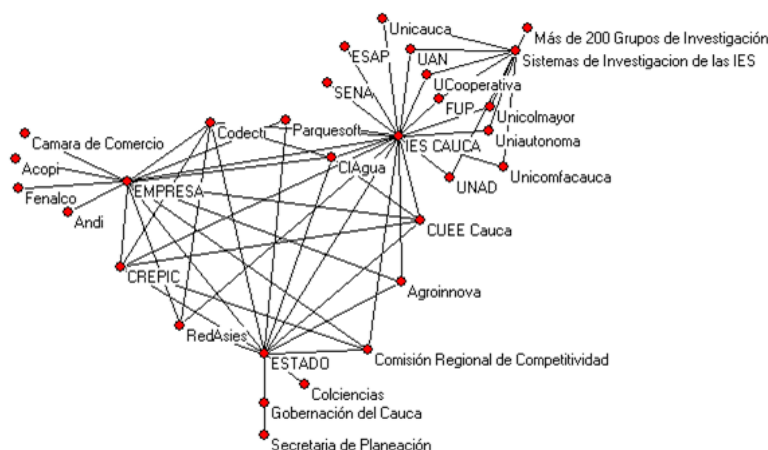 Unicauca
Más de 200 Grupos de Investigación
ESAP
UAN
Sistemas de Investigacion de las IES
SENA
UCooperativa
FUP
Unicolmayor
Codecti
Parquesoft
IES CAUCA
Uniautonoma
Camara de Comercio
Acopi
CIAgua
UNAD
Unicomfacauca
Fenalco
EMPRESA
Andi
CUEE Cauca
CREPIC
Agroinnova
RedAsies
ESTADO
Comisión Regional de Competitividad
Colciencias
Gobernación del Cauca
Secretaria de Planeación